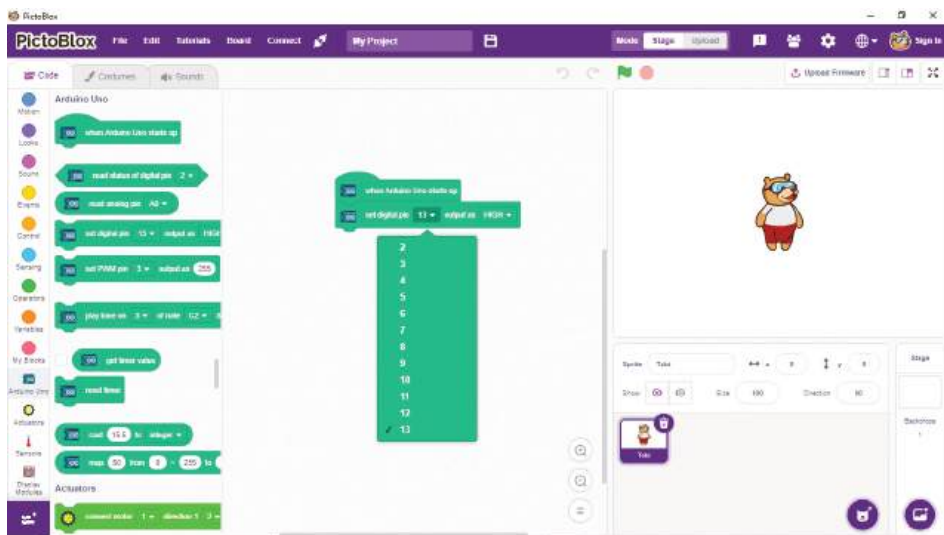 PictoBlox
PictoBlox File Edit Tutorials Board Connect My Project Mode Stage Upload Sign In
Code Costumes Sounds Upload Firmware
Arduino Uno
Motion
when Arduino Uno starts up
Looks
Sound
read status of digital pin 2
Events
read analog pin A0
Control
set digital pin 13 output as HIGH
Sensing
set PWM pin 3 output as 255
Operators
play tone on 3 of note C2
Variables
My Blocks
get timer value
Arduino Uno
reset timer
Actuators
cast 15.5 to integer
Sensors
map 50 from 0 - 255 to
Display Modules
Actuators
connect motor 1 direction 1 2
when Arduino Uno starts up
set digital pin 13 output as HIGH
2
3
4
5
6
7
8
9
10
11
12
13
Sprite Tobi x y
Show Size 100 Direction 90
Tobi
Stage
Backdrops
1